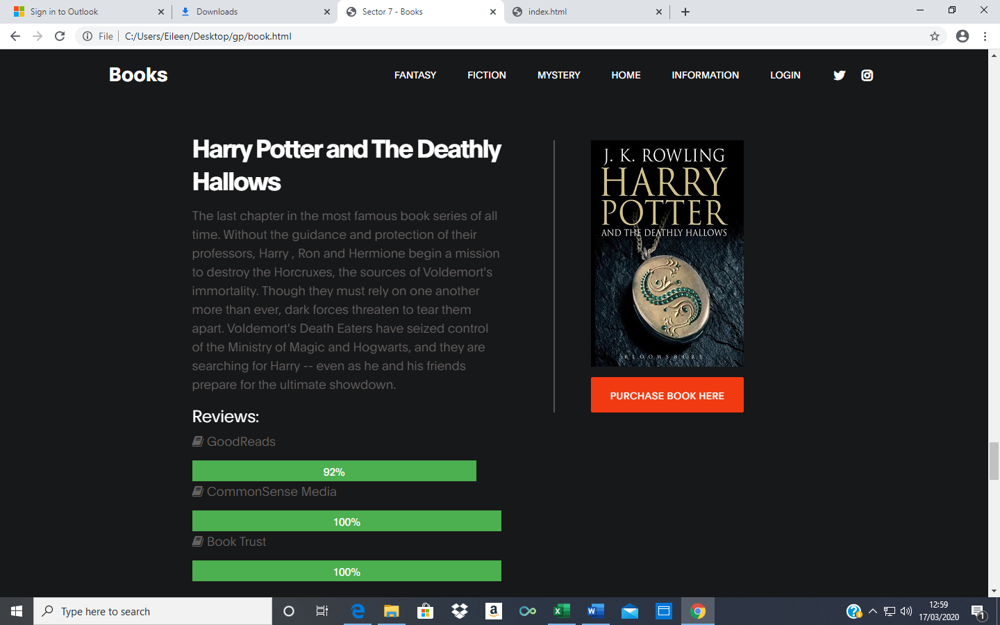 Sign in to Outlook
Downloads
Sector 7 - Books
index.html
File
C:/Users/Eileen/Desktop/gp/book.html
Books
FANTASY
FICTION
MYSTERY
HOME
INFORMATION
LOGIN
Harry Potter and The Deathly
Hallows
The last chapter in the most famous book series of all
time. Without the guidance and protection of their
professors, Harry , Ron and Hermione begin a mission
to destroy the Horcruxes, the sources of Voldemort's
immortality. Though they must rely on one another
more than ever, dark forces threaten to tear them
apart. Voldemort's Death Eaters have seized control
of the Ministry of Magic and Hogwarts, and they are
searching for Harry -- even as he and his friends
prepare for the ultimate showdown.
Reviews:
GoodReads
92%
CommonSense Media
100%
Book Trust
100%
J. K. ROWLING
HARRY
POTTER
AND THE DEATHLY HALLOWS
BLOOMSBURY
PURCHASE BOOK HERE
Type here to search
12:59
17/03/2020
1